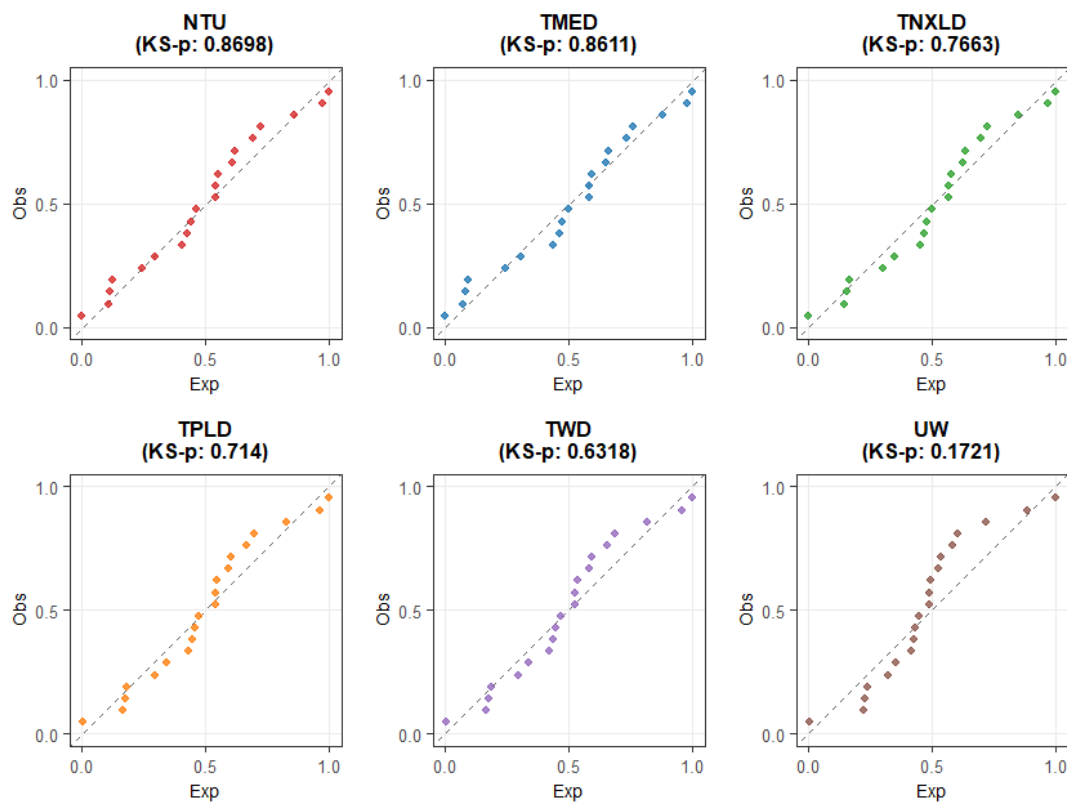 NTU
(KS-p: 0.8698)
1.0
0.5
0.0
Obs
0.0 0.5 1.0
Exp
TMED
(KS-p: 0.8611)
1.0
0.5
0.0
Obs
0.0 0.5 1.0
Exp
TNXLD
(KS-p: 0.7663)
1.0
0.5
0.0
Obs
0.0 0.5 1.0
Exp
TPLD
(KS-p: 0.714)
1.0
0.5
0.0
Obs
0.0 0.5 1.0
Exp
TWD
(KS-p: 0.6318)
1.0
0.5
0.0
Obs
0.0 0.5 1.0
Exp
UW
(KS-p: 0.1721)
1.0
0.5
0.0
Obs
0.0 0.5 1.0
Exp